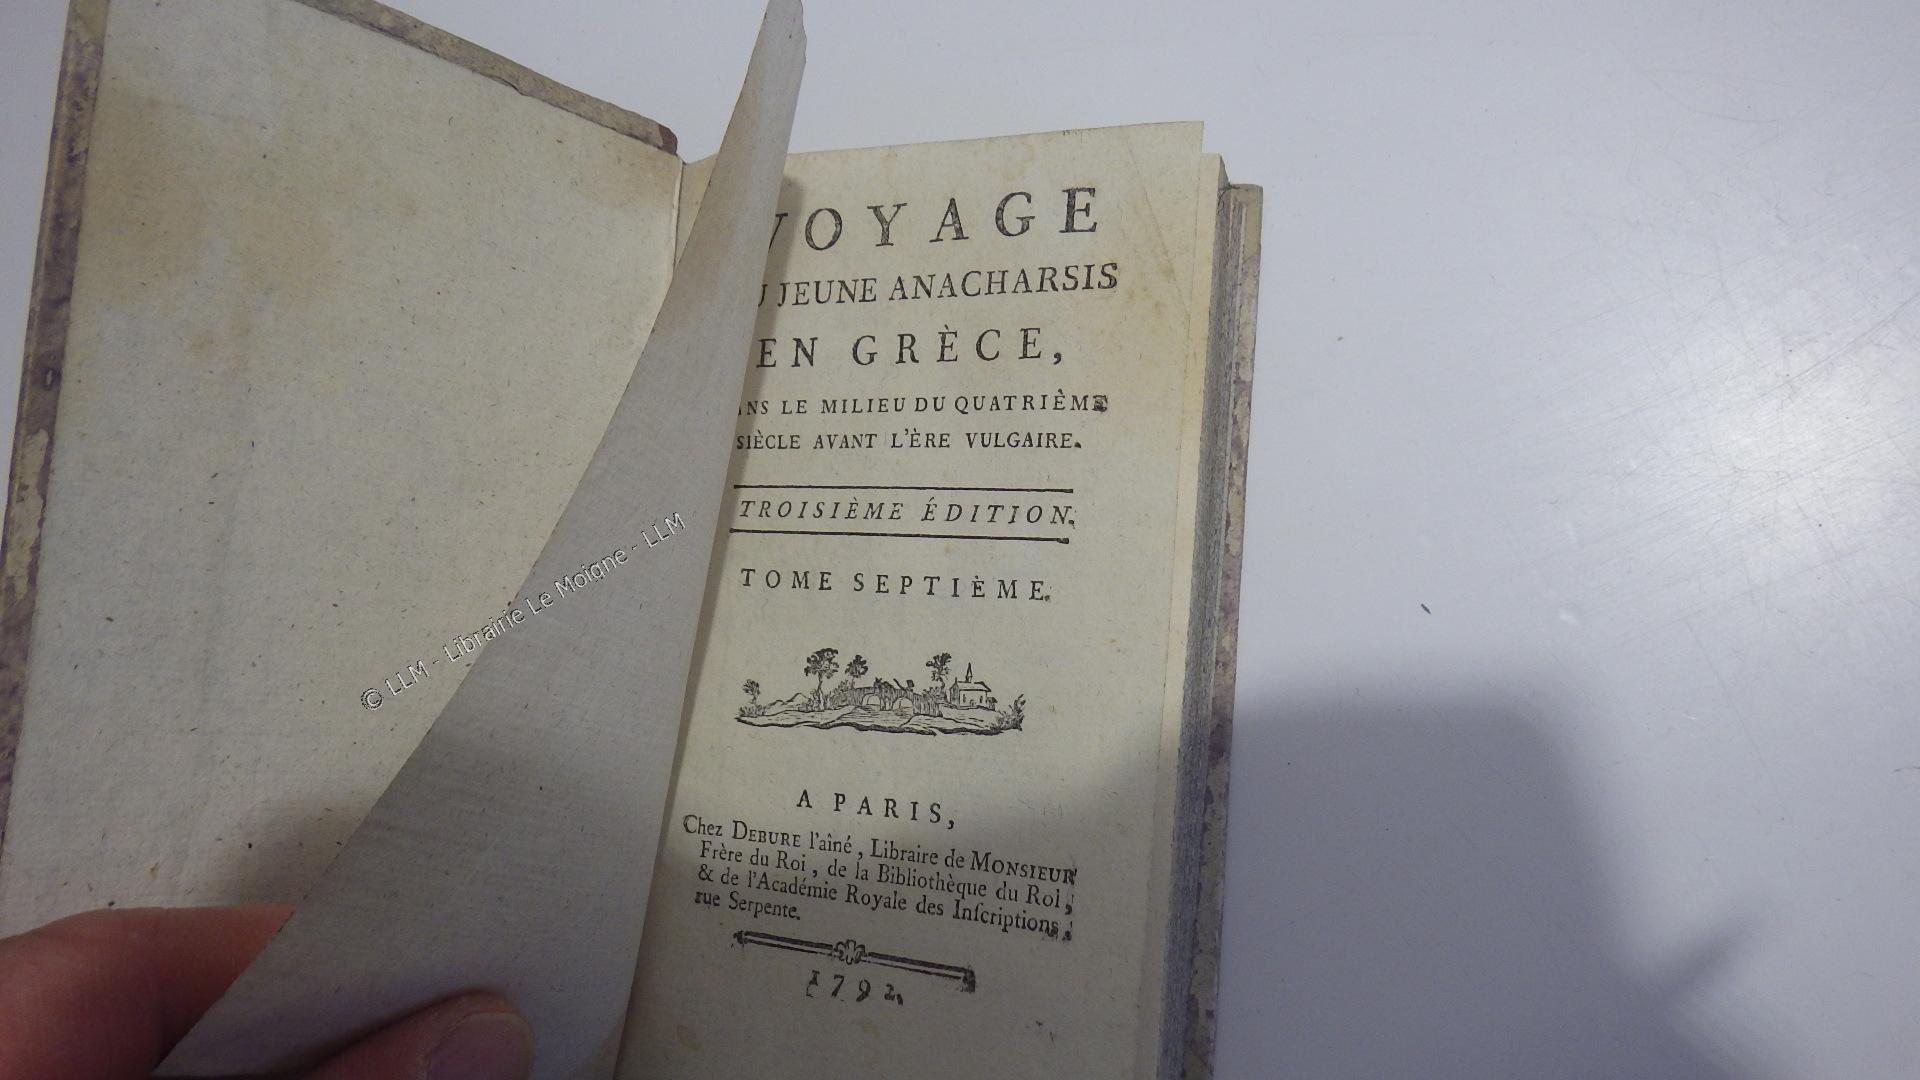 VOYAGE
U JEUNE ANACHARSIS
EN GRÈCE,
ANS LE MILIEU DU QUATRIÈME
SIÈCLE AVANT L'ÈRE VULGAIRE.
TROISIÈME ÉDITION.
TOME SEPTIÈME.
A PARIS,
Chez DEBURE l'aîné, Libraire de MONSIEUR
Frère du Roi, de la Bibliothèque du Roi,
& de l'Académie Royale des Inſcriptions,
rue Serpente.
1792.
© LLM - Librairie Le Moigne - LLM